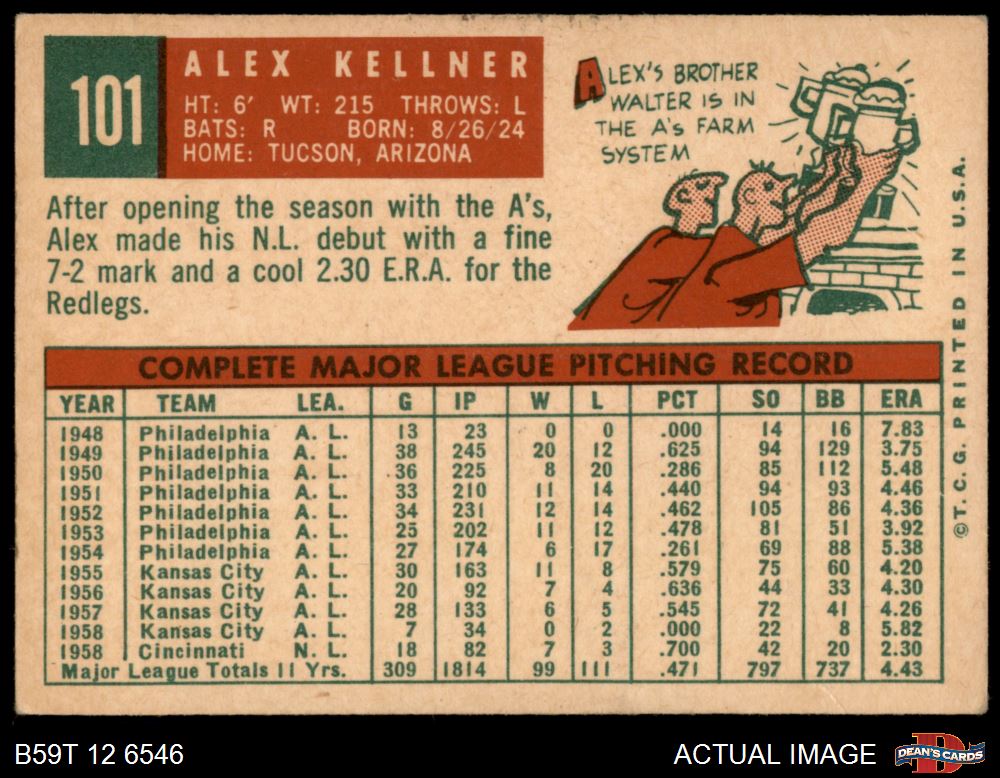 101
ALEX KELLNER
HT: 6' WT: 215 THROWS: L
BATS: R BORN: 8/26/24
HOME: TUCSON, ARIZONA
ALEX'S BROTHER
WALTER IS IN
THE A's FARM
SYSTEM
After opening the season with the A's,
Alex made his N.L. debut with a fine
7-2 mark and a cool 2.30 E.R.A. for the
Redlegs.
COMPLETE MAJOR LEAGUE PITCHING RECORD
YEAR TEAM LEA. G IP W L PCT SO BB ERA
1948 Philadelphia A. L. 13 23 0 0 .000 14 16 7.83
1949 Philadelphia A. L. 38 245 20 12 .625 94 129 3.75
1950 Philadelphia A. L. 36 225 8 20 .286 85 112 5.48
1951 Philadelphia A. L. 33 210 11 14 .440 94 93 4.46
1952 Philadelphia A. L. 34 231 12 14 .462 105 86 4.36
1953 Philadelphia A. L. 25 202 11 12 .478 81 51 3.92
1954 Philadelphia A. L. 27 174 6 17 .261 69 88 5.38
1955 Kansas City A. L. 30 163 11 8 .579 75 60 4.20
1956 Kansas City A. L. 20 92 7 4 .636 44 33 4.30
1957 Kansas City A. L. 28 133 6 5 .545 72 41 4.26
1958 Kansas City A. L. 7 34 0 2 .000 22 8 5.82
1958 Cincinnati N. L. 18 82 7 3 .700 42 20 2.30
Major League Totals 11 Yrs. 309 1814 99 111 .471 797 737 4.43
©T.C.G. PRINTED IN U.S.A.
B59T 12 6546
ACTUAL IMAGE
DEAN'S CARDS